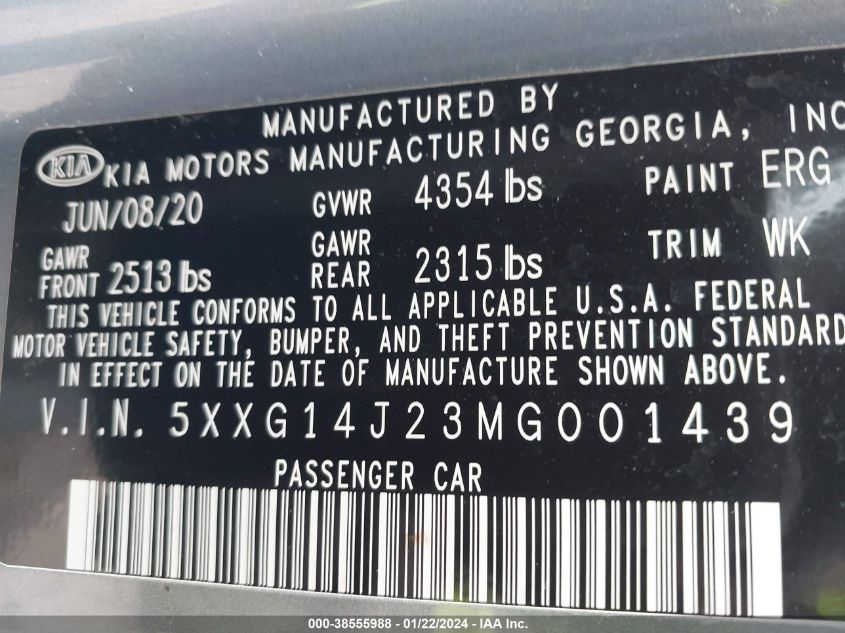 MANUFACTURED BY
KIA KIA MOTORS MANUFACTURING GEORGIA, INC
JUN/08/20 GVWR 4354 lbs PAINT ERG
GAWR FRONT 2513 lbs GAWR REAR 2315 lbs TRIM WK
THIS VEHICLE CONFORMS TO ALL APPLICABLE U.S.A. FEDERAL
MOTOR VEHICLE SAFETY, BUMPER, AND THEFT PREVENTION STANDARD
IN EFFECT ON THE DATE OF MANUFACTURE SHOWN ABOVE.
V.I.N. 5XXG14J23MG001439
PASSENGER CAR
000-38555988 - 01/22/2024 - IAA Inc.